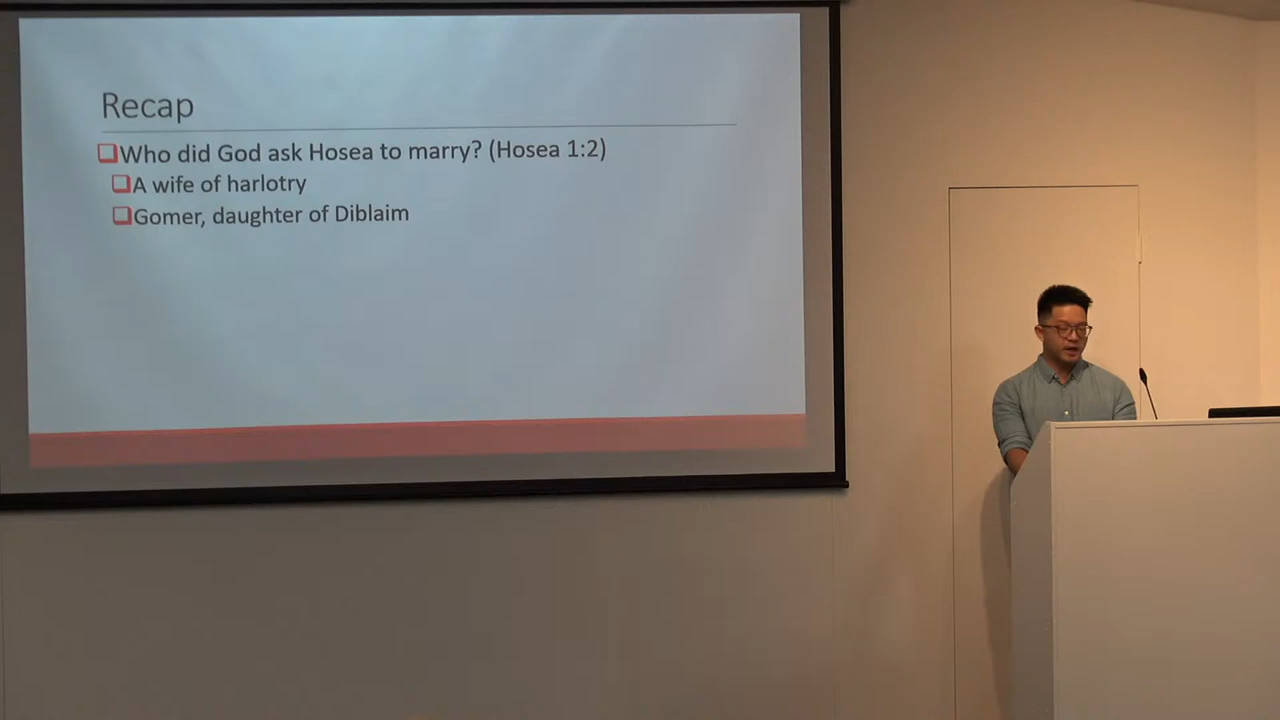 Recap
Who did God ask Hosea to marry? (Hosea 1:2)
A wife of harlotry
Gomer, daughter of Diblaim